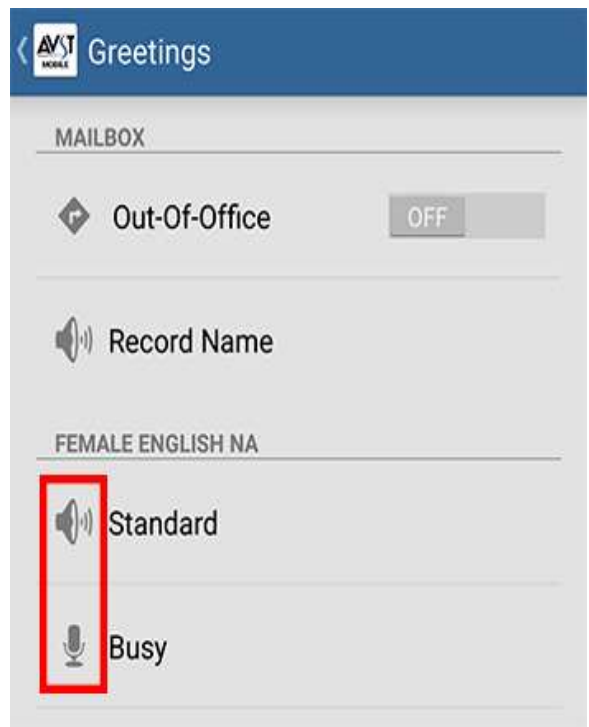 AVST
MOBILE
Greetings
MAILBOX
Out-Of-Office
OFF
Record Name
FEMALE ENGLISH NA
Standard
Busy